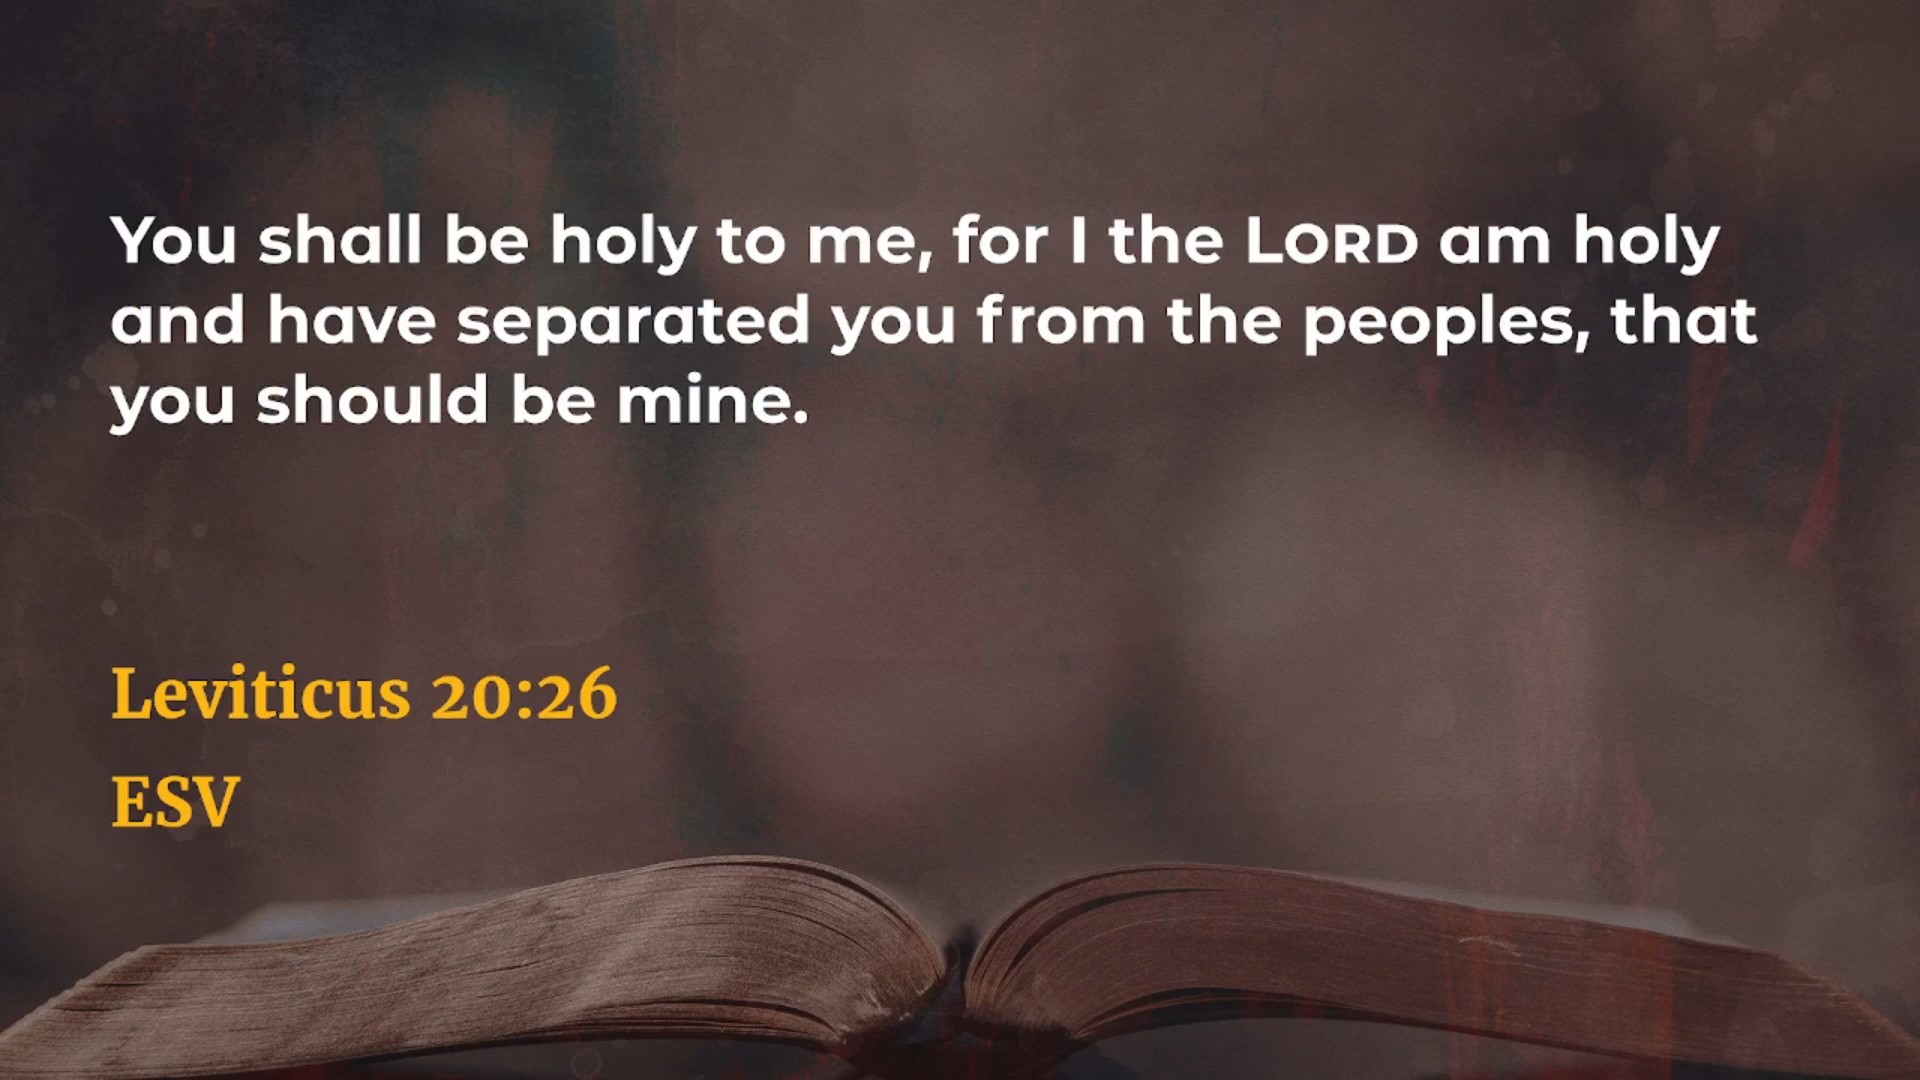 You shall be holy to me, for I the LORD am holy
and have separated you from the peoples, that
you should be mine.
Leviticus 20:26
ESV